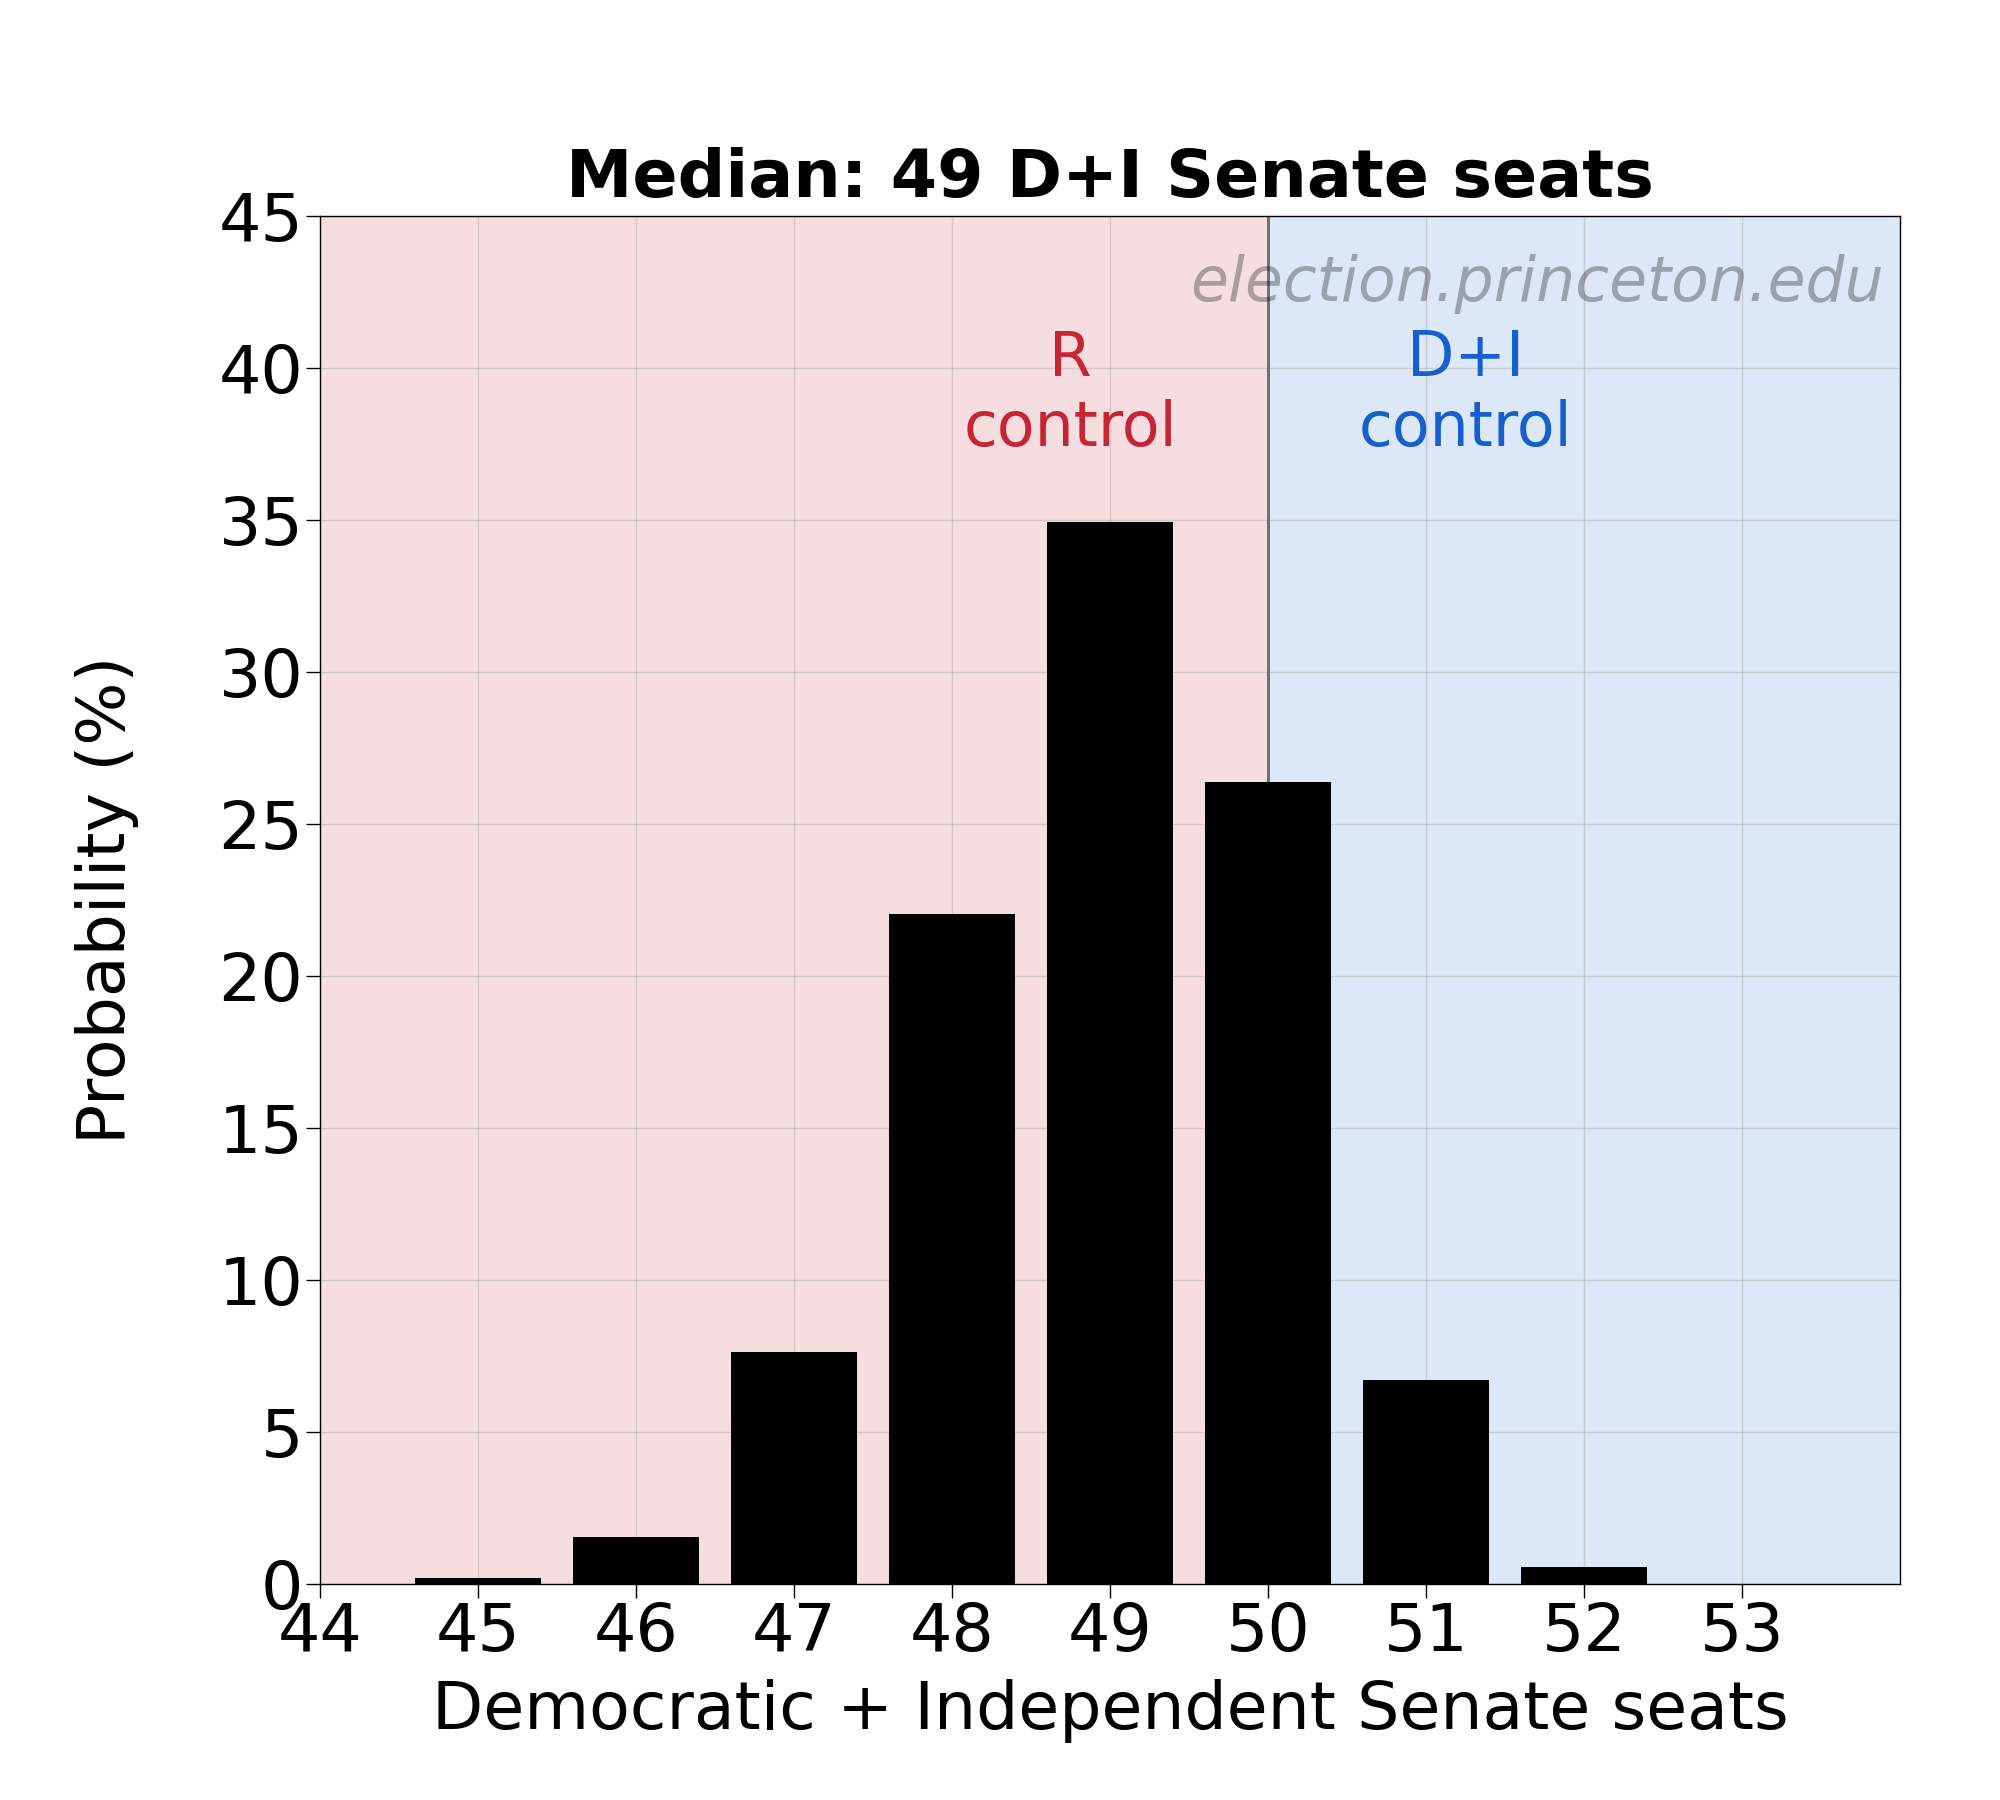 Median: 49 D+I Senate seats
election.princeton.edu
R
control
D+I
control
Probability (%)
45
40
35
30
25
20
15
10
5
0
44 45 46 47 48 49 50 51 52 53
Democratic + Independent Senate seats